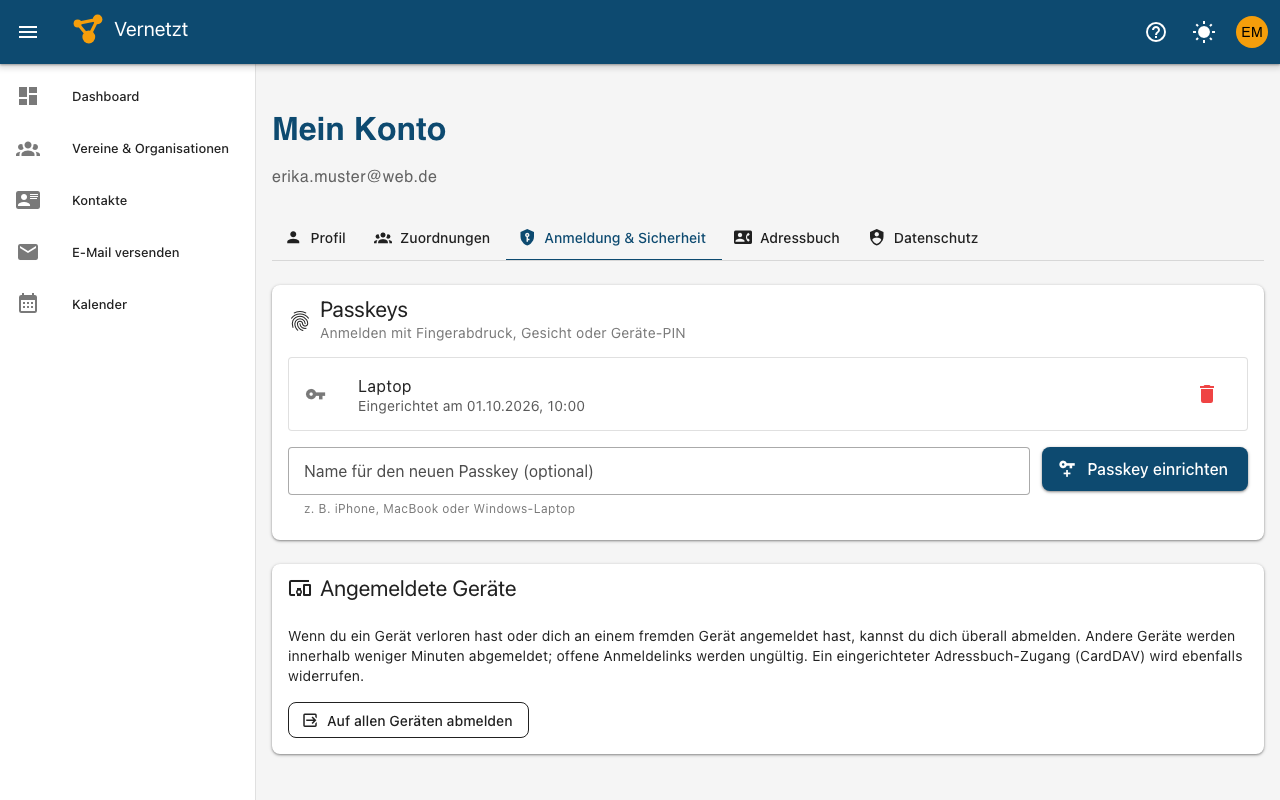 Vernetzt
EM
Dashboard
Vereine & Organisationen
Kontakte
E-Mail versenden
Kalender
Mein Konto
erika.muster@web.de
Profil
Zuordnungen
Anmeldung & Sicherheit
Adressbuch
Datenschutz
Passkeys
Anmelden mit Fingerabdruck, Gesicht oder Geräte-PIN
Laptop
Eingerichtet am 01.10.2026, 10:00
Name für den neuen Passkey (optional)
Passkey einrichten
z. B. iPhone, MacBook oder Windows-Laptop
Angemeldete Geräte
Wenn du ein Gerät verloren hast oder dich an einem fremden Gerät angemeldet hast, kannst du dich überall abmelden. Andere Geräte werden
innerhalb weniger Minuten abgemeldet; offene Anmeldelinks werden ungültig. Ein eingerichteter Adressbuch-Zugang (CardDAV) wird ebenfalls
widerrufen.
Auf allen Geräten abmelden